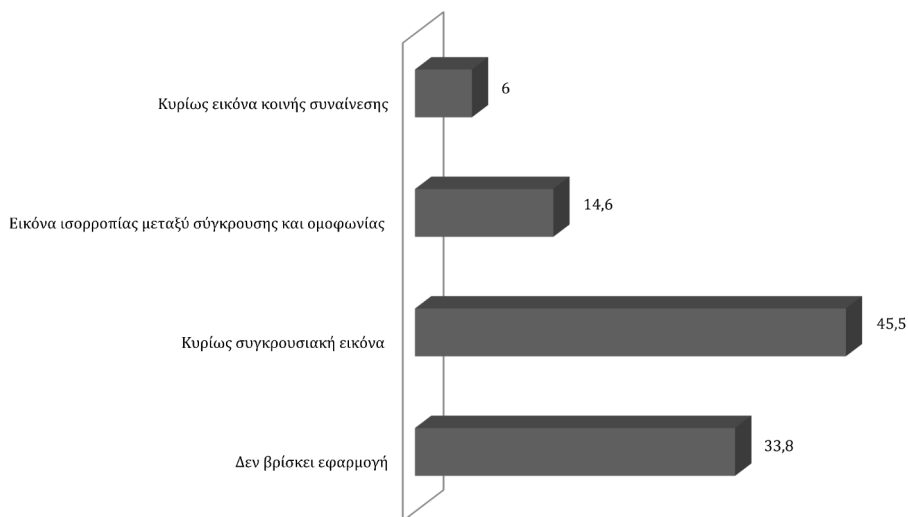 Κυρίως εικόνα κοινής συναίνεσης
6
Εικόνα ισορροπίας μεταξύ σύγκρουσης και ομοφωνίας
14,6
Κυρίως συγκρουσιακή εικόνα
45,5
Δεν βρίσκει εφαρμογή
33,8